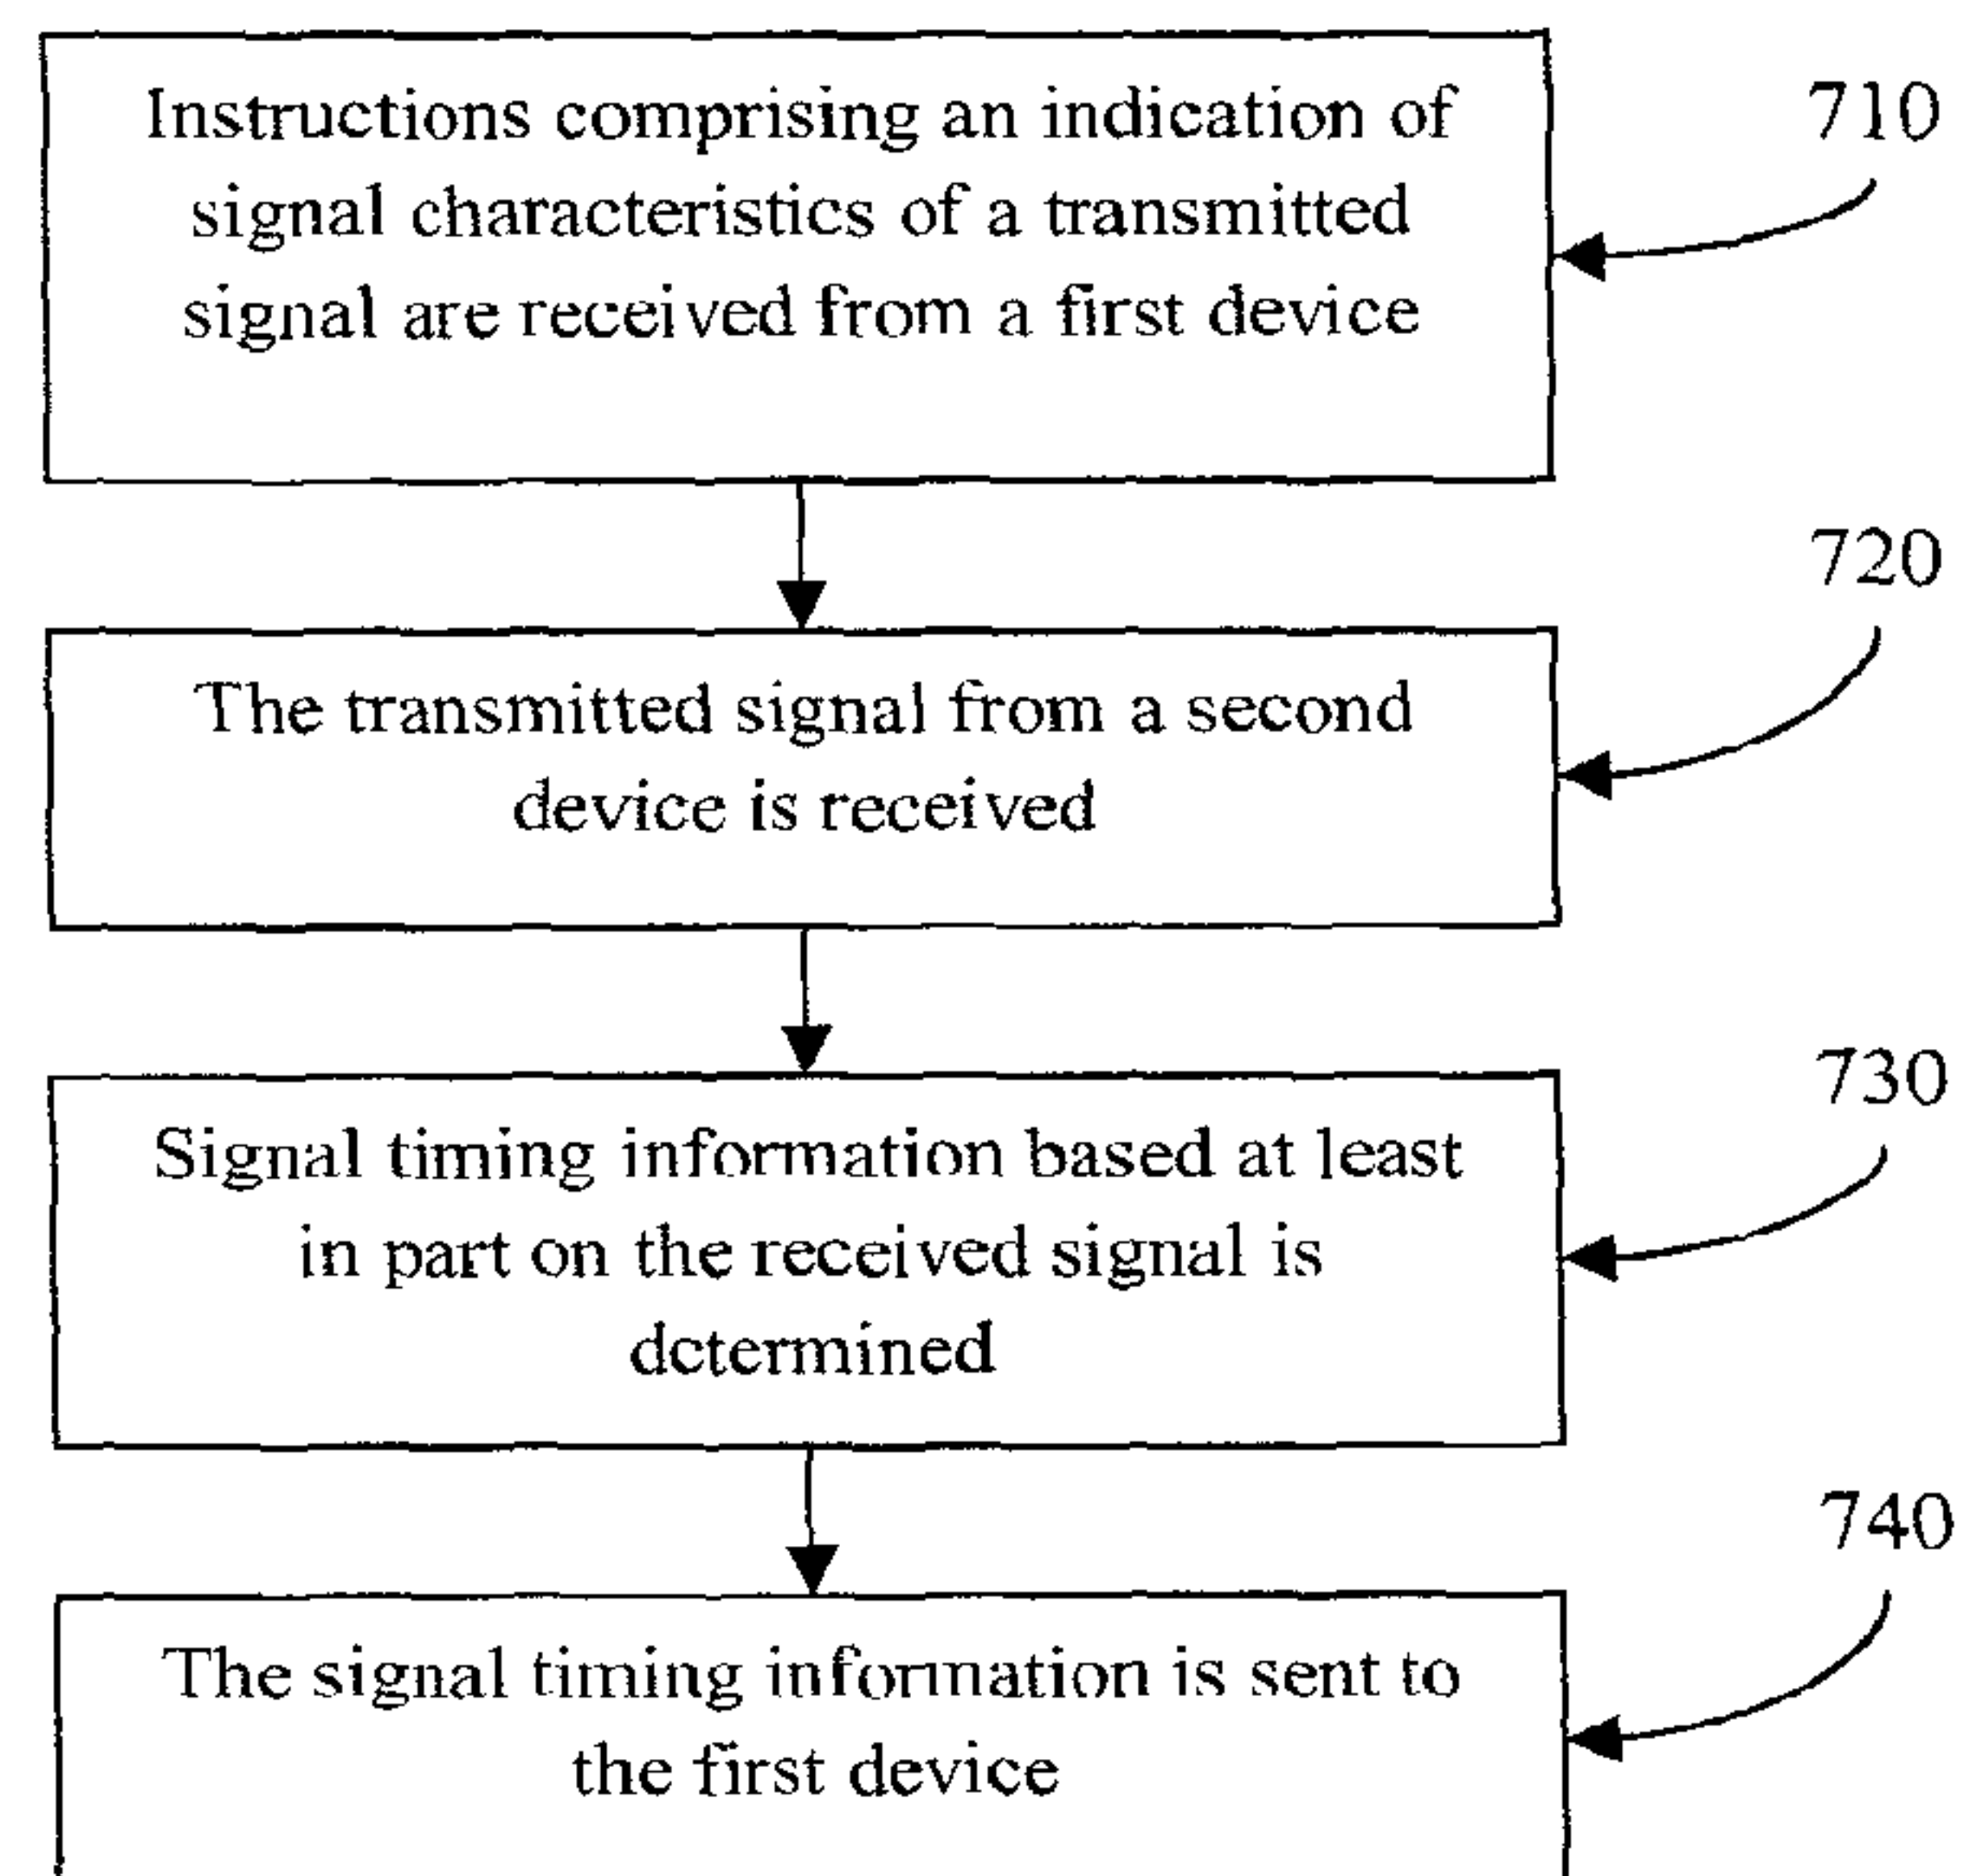 Instructions comprising an indication of
signal characteristics of a transmitted
signal are received from a first device
710
The transmitted signal from a second
device is received
720
Signal timing information based at least
in part on the received signal is
determined
730
The signal timing information is sent to
the first device
740